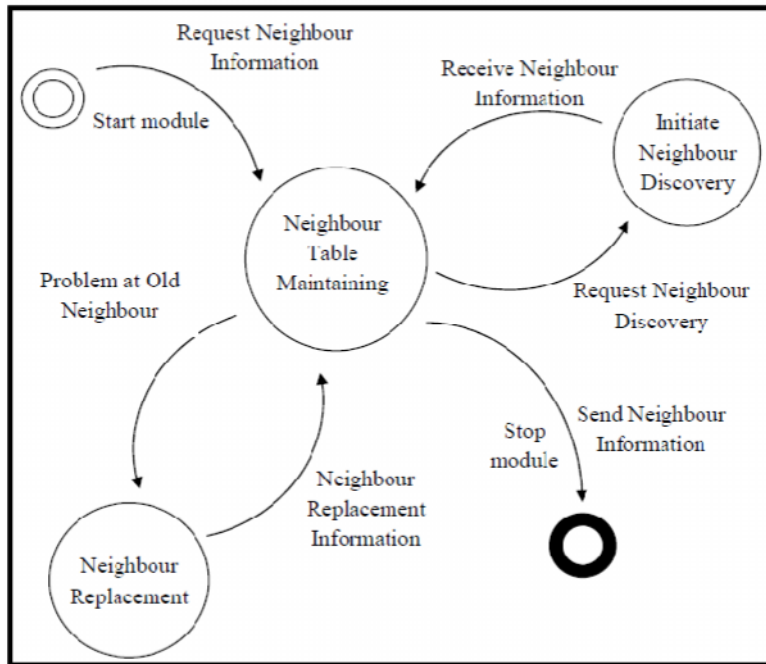 Request Neighbour
Information
Start module
Receive Neighbour
Information
Initiate
Neighbour
Discovery
Neighbour
Table
Maintaining
Problem at Old
Neighbour
Request Neighbour
Discovery
Send Neighbour
Information
Stop
module
Neighbour
Replacement
Information
Neighbour
Replacement